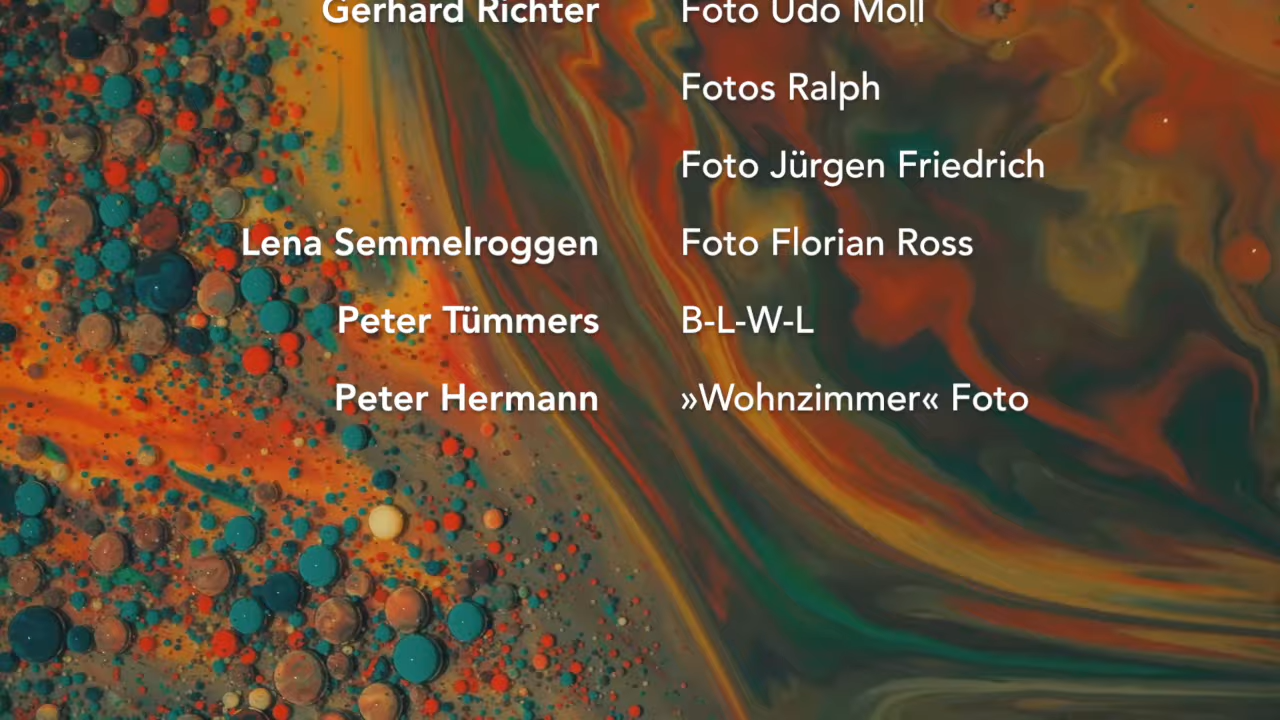 Gerhard Richter Foto Udo Moll
Fotos Ralph
Foto Jürgen Friedrich
Lena Semmelroggen Foto Florian Ross
Peter Tümmers B-L-W-L
Peter Hermann »Wohnzimmer« Foto